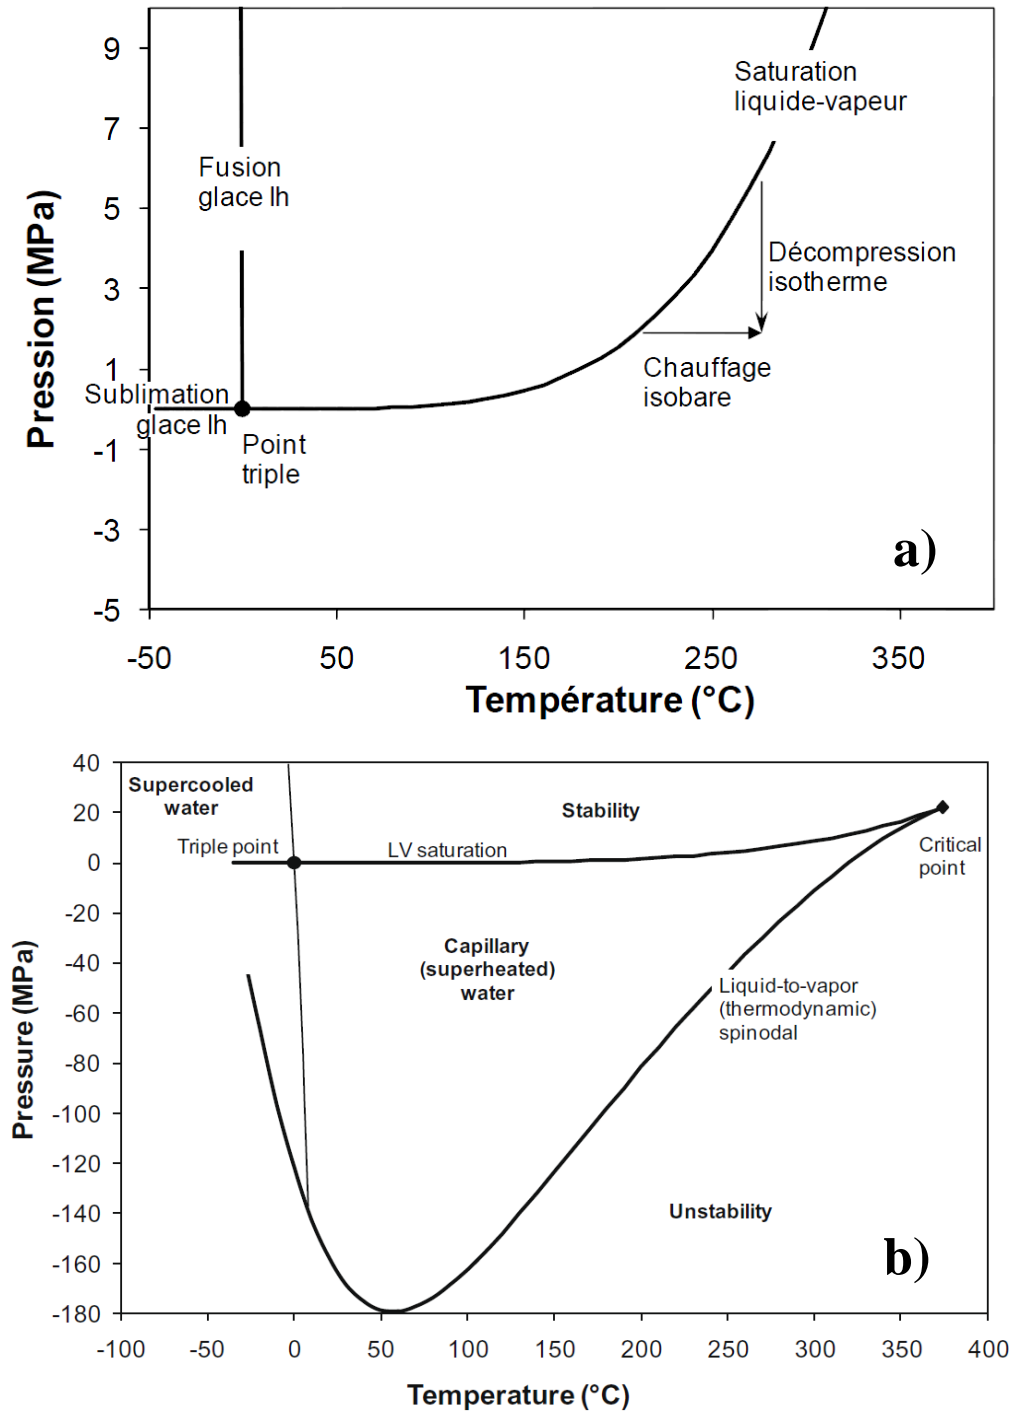 9
Saturation
liquide-vapeur
7
Fusion
glace Ih
5
Décompression
isotherme
3
Chauffage
isobare
1
Sublimation
glace Ih
Point
triple
-1
-3
a)
-5
-50 50 150 250 350
Pression (MPa)
Température (°C)
40
Supercooled
water
20
Stability
Triple point
LV saturation
Critical
point
0
-20
Capillary
(superheated)
water
-40
Liquid-to-vapor
(thermodynamic)
spinodal
-60
-80
-100
-120
-140
Unstability
-160
b)
-180
-100 -50 0 50 100 150 200 250 300 350 400
Pressure (MPa)
Temperature (°C)